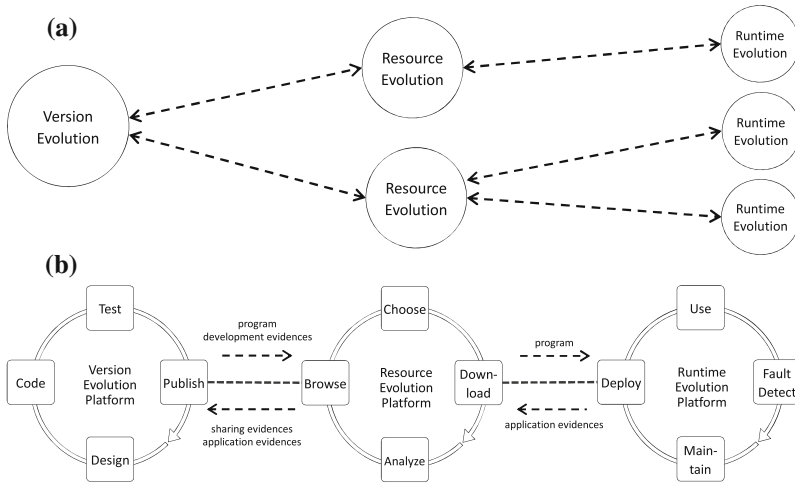 (a)
Version
Evolution
Resource
Evolution
Resource
Evolution
Runtime
Evolution
Runtime
Evolution
Runtime
Evolution
(b)
Test
Code
Version
Evolution
Platform
Publish
Design
program
development evidences
sharing evidences
application evidences
Choose
Browse
Resource
Evolution
Platform
Down-
load
Analyze
program
application evidences
Use
Deploy
Runtime
Evolution
Platform
Fault
Detect
Main-
tain